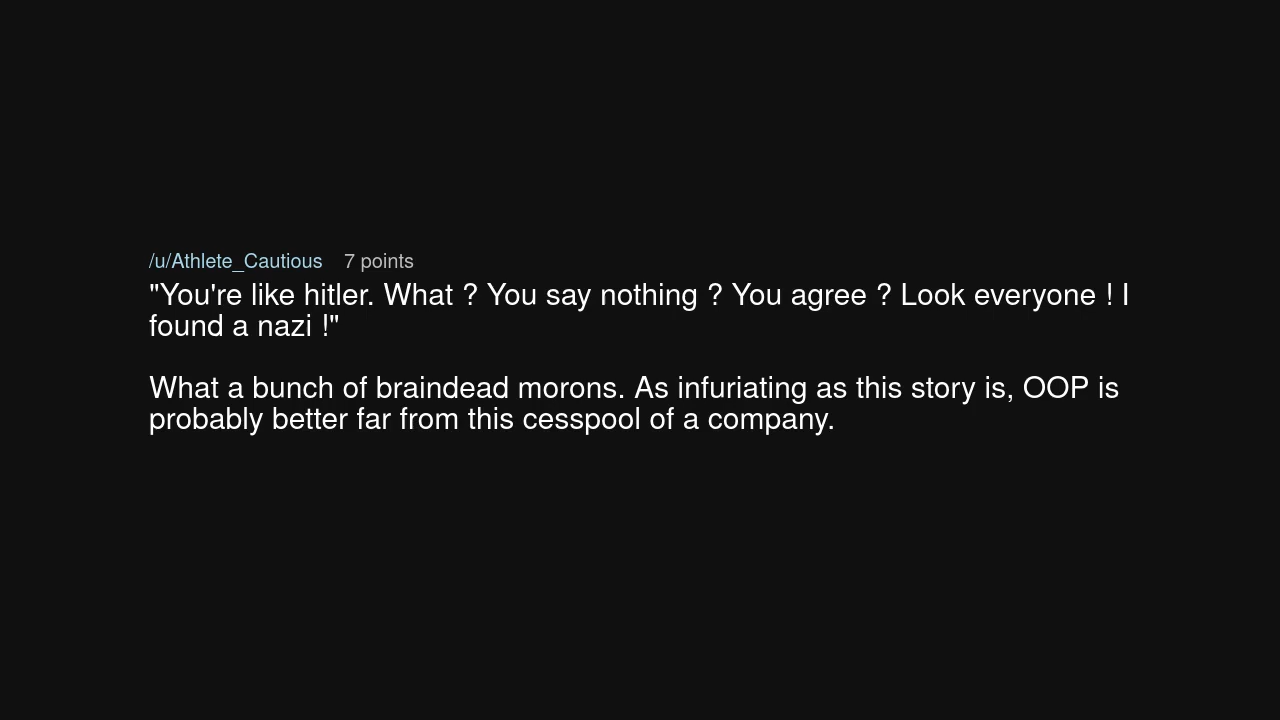 /u/Athlete_Cautious 7 points
"You're like hitler. What ? You say nothing ? You agree ? Look everyone ! I
found a nazi !"
What a bunch of braindead morons. As infuriating as this story is, OOP is
probably better far from this cesspool of a company.